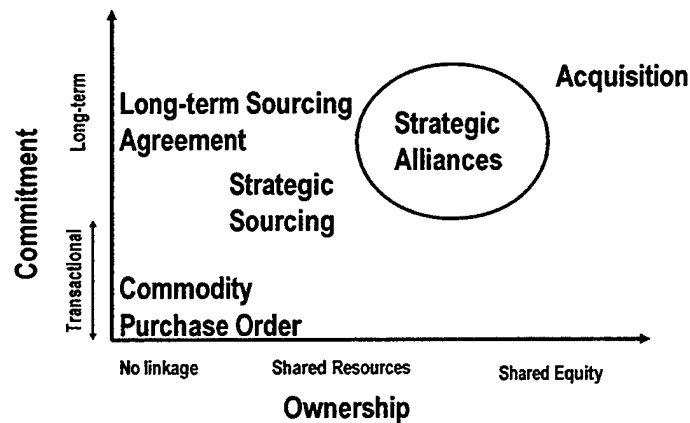 Acquisition
Long-term Sourcing
Agreement
Strategic
Alliances
Strategic
Sourcing
Commodity
Purchase Order
Commitment
Long-term
Transactional
No linkage
Shared Resources
Shared Equity
Ownership